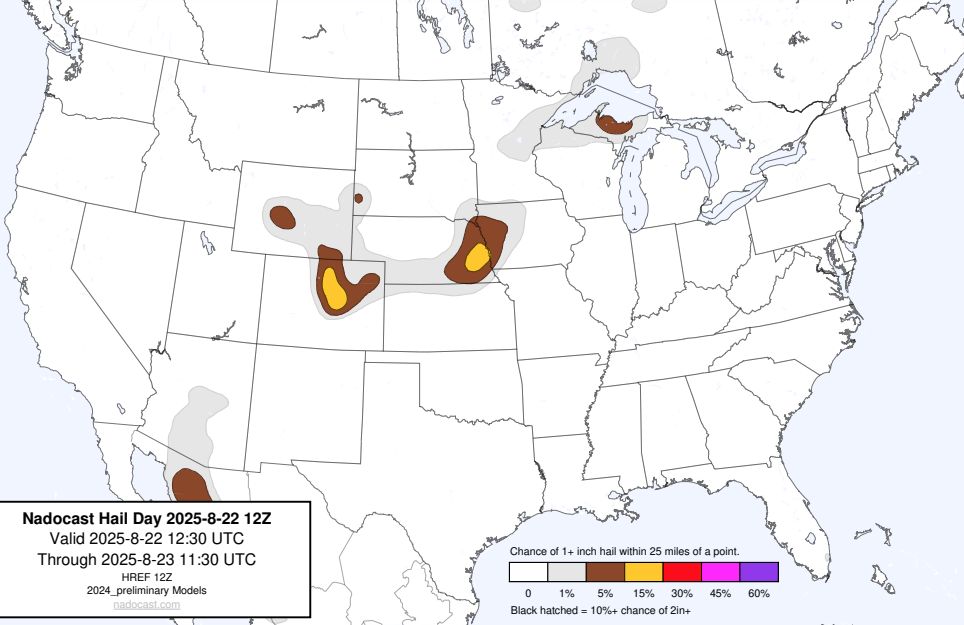 Nadocast Hail Day 2025-8-22 12Z
Valid 2025-8-22 12:30 UTC
Through 2025-8-23 11:30 UTC
HREF 12Z
2024_preliminary Models
nadocast.com
Chance of 1+ inch hail within 25 miles of a point.
0 1% 5% 15% 30% 45% 60%
Black hatched = 10%+ chance of 2in+